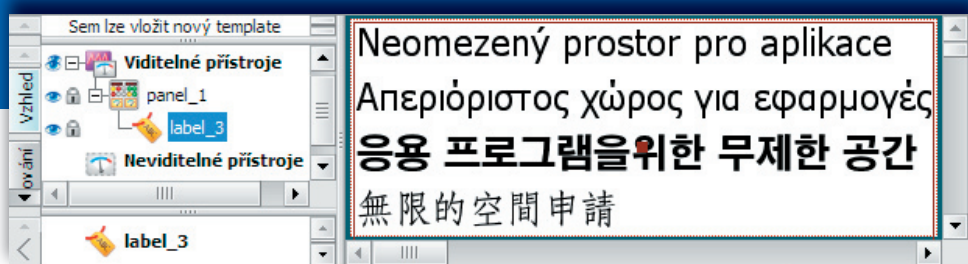 Sem lze vložit nový template
Vzhled
ování
Viditelné přístroje
panel_1
label_3
Neviditelné přístroje
label_3
Neomezený prostor pro aplikace
Απεριόριστος χώρος για εφαρμογές
응용 프로그램을위한 무제한 공간
無限的空間申請